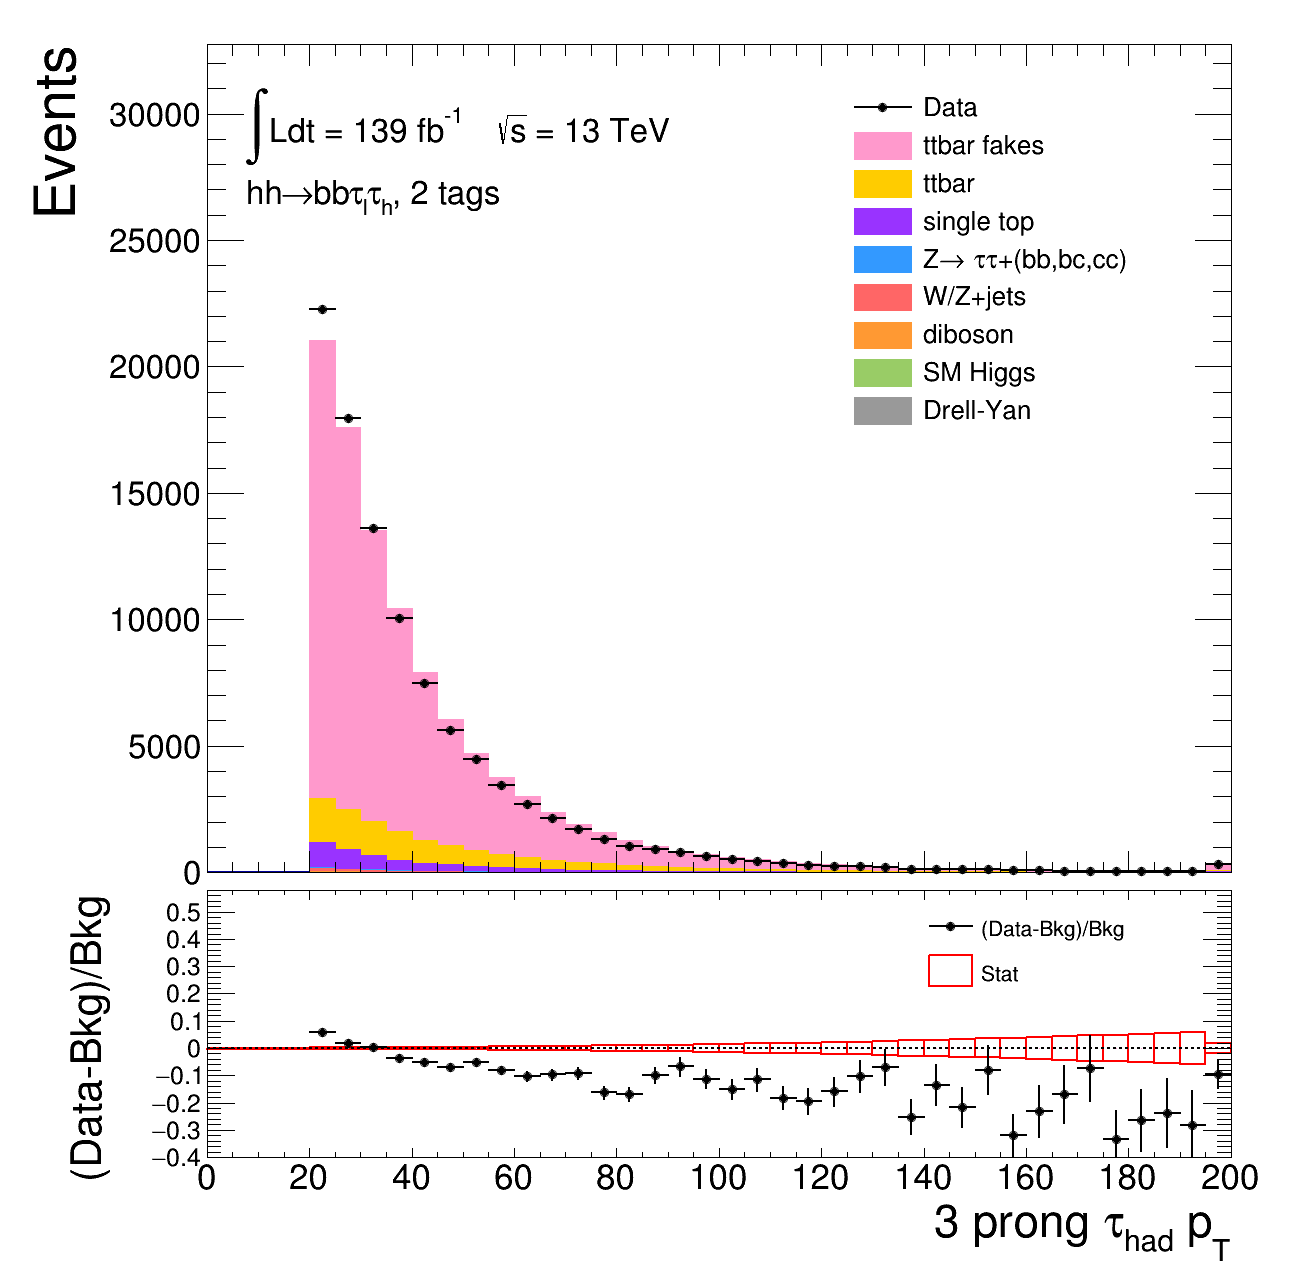 Events
30000
25000
20000
15000
10000
5000
0
∫Ldt = 139 fb⁻¹ √s = 13 TeV
hh→bbτ_lτ_h, 2 tags
Data
ttbar fakes
ttbar
single top
Z→ ττ+(bb,bc,cc)
W/Z+jets
diboson
SM Higgs
Drell-Yan
(Data-Bkg)/Bkg
0.5
0.4
0.3
0.2
0.1
0
−0.1
−0.2
−0.3
−0.4
(Data-Bkg)/Bkg
Stat
0 20 40 60 80 100 120 140 160 180 200
3 prong τ_had p_T